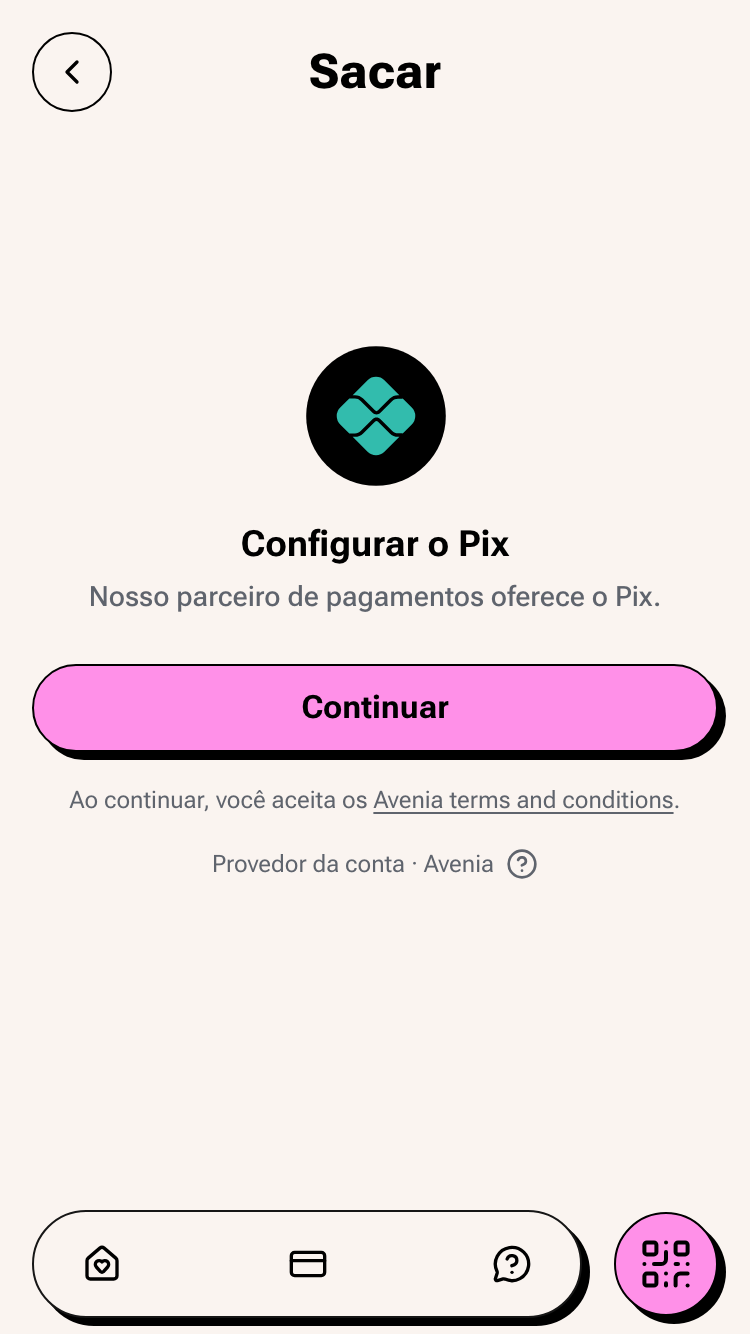 Sacar
Configurar o Pix
Nosso parceiro de pagamentos oferece o Pix.
Continuar
Ao continuar, você aceita os Avenia terms and conditions.
Provedor da conta · Avenia